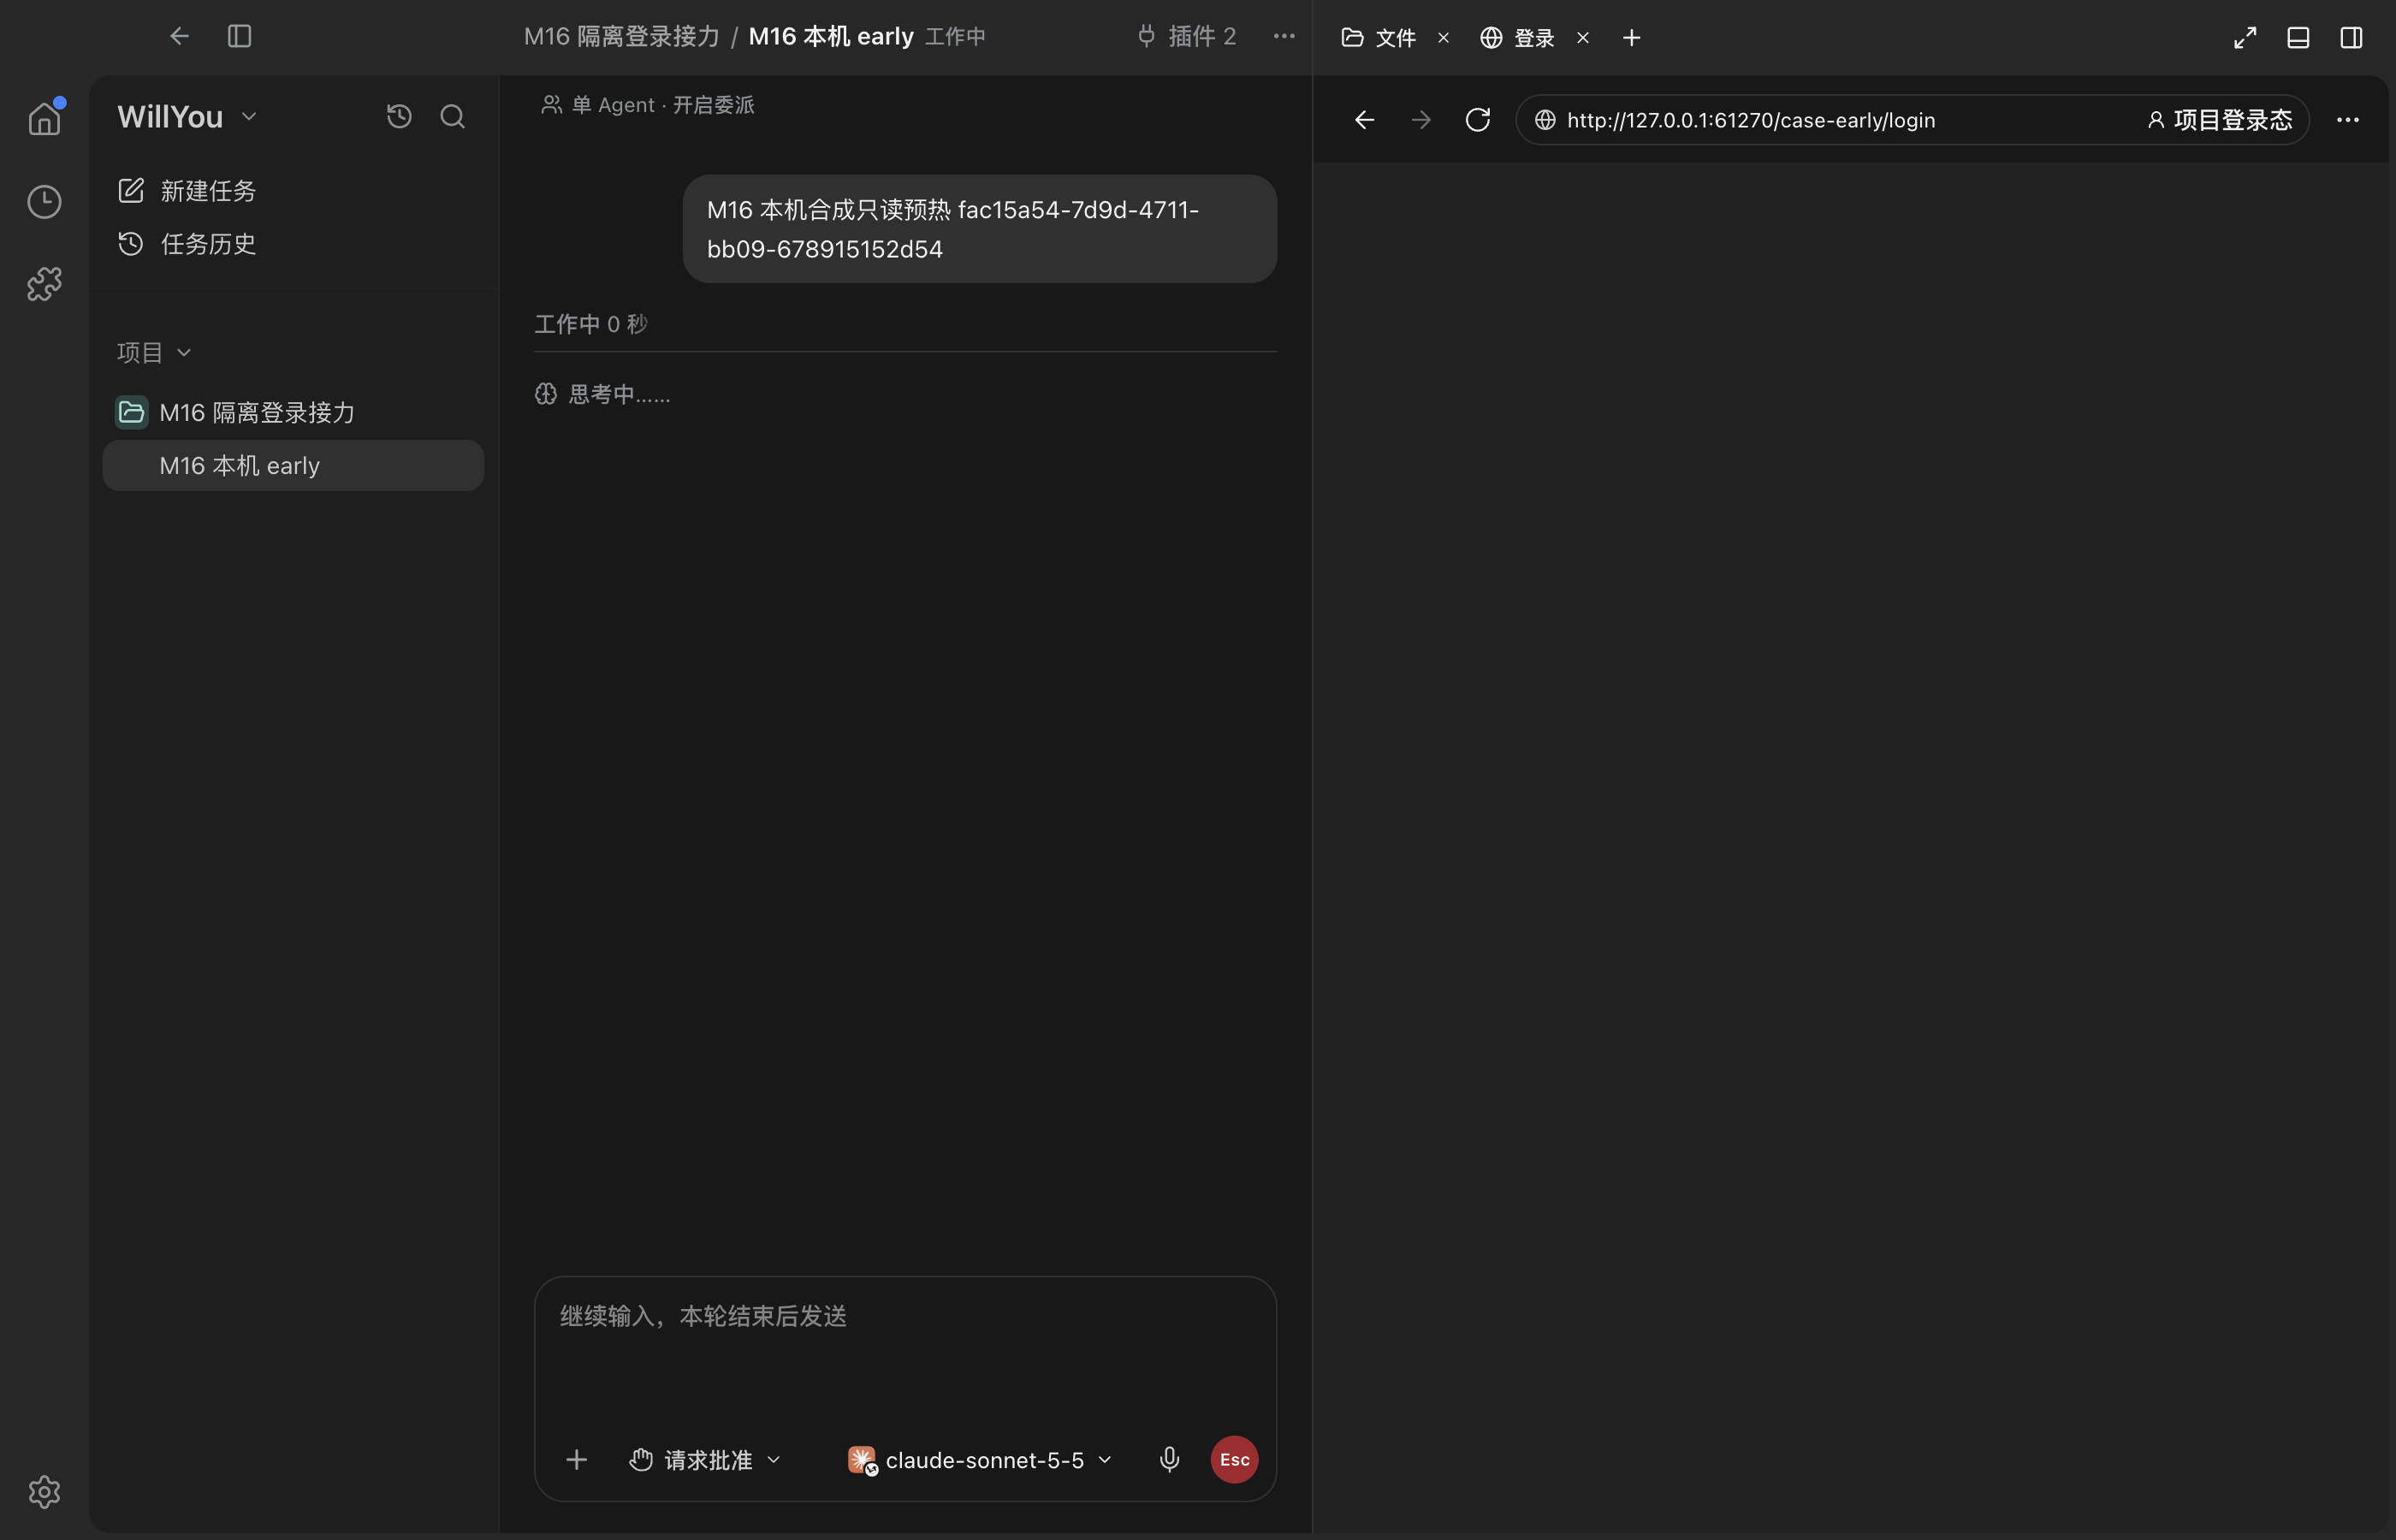 M16 隔离登录接力 / M16 本机 early 工作中
插件 2
文件
登录
WillYou
新建任务
任务历史
项目
M16 隔离登录接力
M16 本机 early
单 Agent · 开启委派
M16 本机合成只读预热 fac15a54-7d9d-4711-
bb09-678915152d54
工作中 0 秒
思考中......
继续输入，本轮结束后发送
请求批准
claude-sonnet-5-5
Esc
http://127.0.0.1:61270/case-early/login
项目登录态